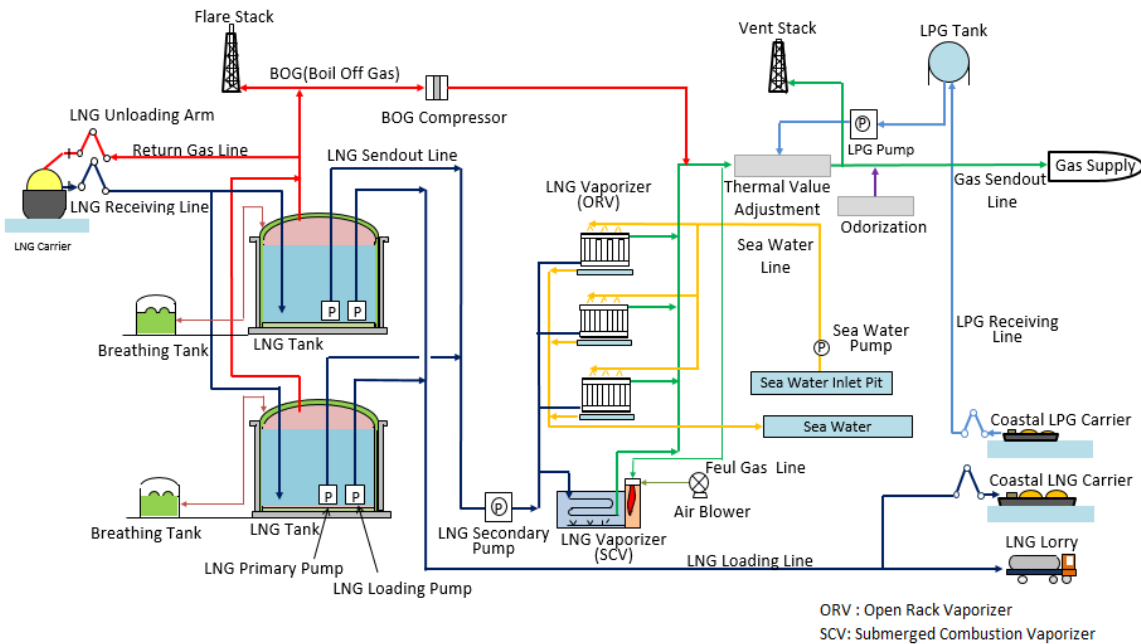 Flare Stack
Vent Stack
LPG Tank
BOG(Boil Off Gas)
BOG Compressor
LNG Unloading Arm
P
LPG Pump
Return Gas Line
LNG Sendout Line
Gas Supply
LNG Receiving Line
LNG Vaporizer
(ORV)
Thermal Value
Adjustment
Gas Sendout
Line
Odorization
LNG Carrier
Sea Water
Line
P
P
Breathing Tank
LNG Tank
Sea Water
Pump
P
LPG Receiving
Line
Sea Water Inlet Pit
Sea Water
Coastal LPG Carrier
P
P
Feul Gas Line
Coastal LNG Carrier
Breathing Tank
LNG Tank
P
LNG Secondary
Pump
Air Blower
LNG Vaporizer
(SCV)
LNG Primary Pump
LNG Loading Pump
LNG Loading Line
LNG Lorry
ORV : Open Rack Vaporizer
SCV: Submerged Combustion Vaporizer